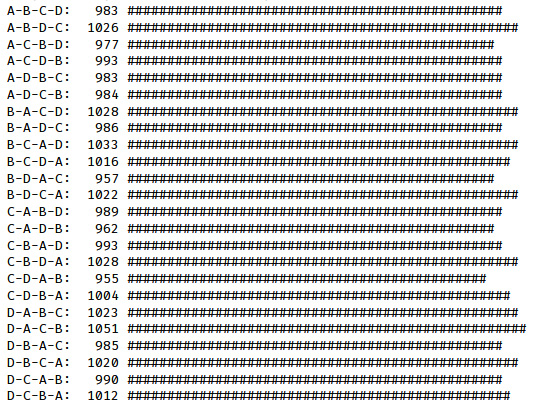 A-B-C-D:   983 ###############################################
A-B-D-C:  1026 #################################################
A-C-B-D:   977 ##############################################
A-C-D-B:   993 ###############################################
A-D-B-C:   983 ###############################################
A-D-C-B:   984 ###############################################
B-A-C-D:  1028 #################################################
B-A-D-C:   986 ###############################################
B-C-A-D:  1033 #################################################
B-C-D-A:  1016 ################################################
B-D-A-C:   957 ##############################################
B-D-C-A:  1022 #################################################
C-A-B-D:   989 ###############################################
C-A-D-B:   962 ##############################################
C-B-A-D:   993 ###############################################
C-B-D-A:  1028 #################################################
C-D-A-B:   955 #############################################
C-D-B-A:  1004 ################################################
D-A-B-C:  1023 #################################################
D-A-C-B:  1051 ##################################################
D-B-A-C:   985 ###############################################
D-B-C-A:  1020 #################################################
D-C-A-B:   990 ###############################################
D-C-B-A:  1012 ################################################